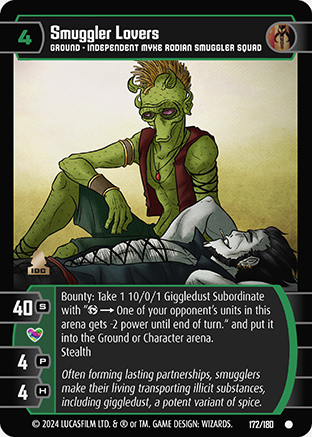 4
Smuggler Lovers
GROUND - INDEPENDENT MYKE RODIAN SMUGGLER SQUAD
IDC
40 S
4 P
4 H
Bounty: Take 1 10/0/1 Giggledust Subordinate
with "→ One of your opponent's units in this
arena gets -2 power until end of turn." and put it
into the Ground or Character arena.
Stealth
Often forming lasting partnerships, smugglers
make their living transporting illicit substances,
including giggledust, a potent variant of spice.
© 2024 LUCASFILM LTD. & ® or TM. GAME DESIGN: WIZARDS.
172/180